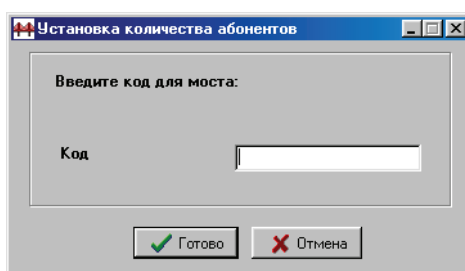 Установка количества абонентов
Введите код для моста:
Код
Готово Отмена